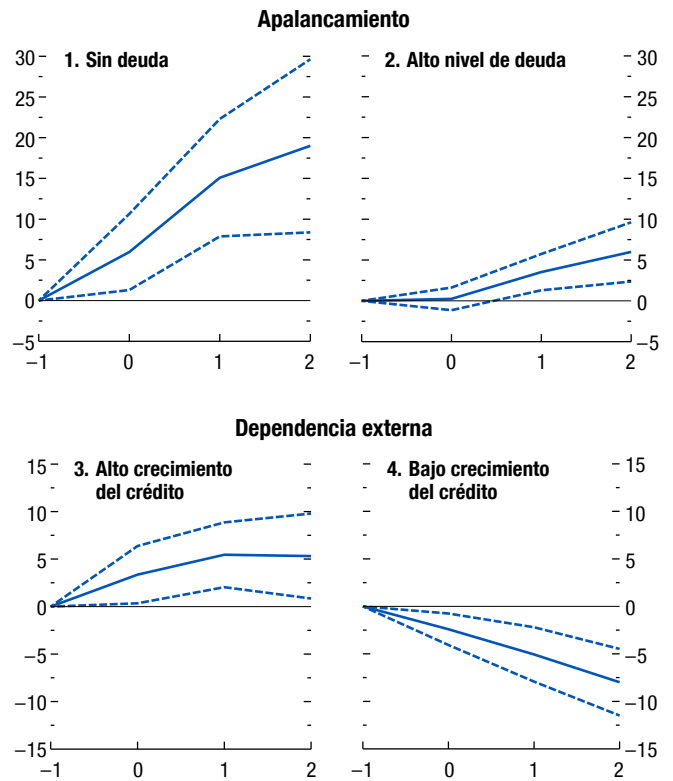 Apalancamiento
1. Sin deuda
30
25
20
15
10
5
0
–5
–1 0 1 2
2. Alto nivel de deuda
30
25
20
15
10
5
0
–5
–1 0 1 2
Dependencia externa
3. Alto crecimiento
del crédito
15
10
5
0
–5
–10
–15
–1 0 1 2
4. Bajo crecimiento
del crédito
15
10
5
0
–5
–10
–15
–1 0 1 2